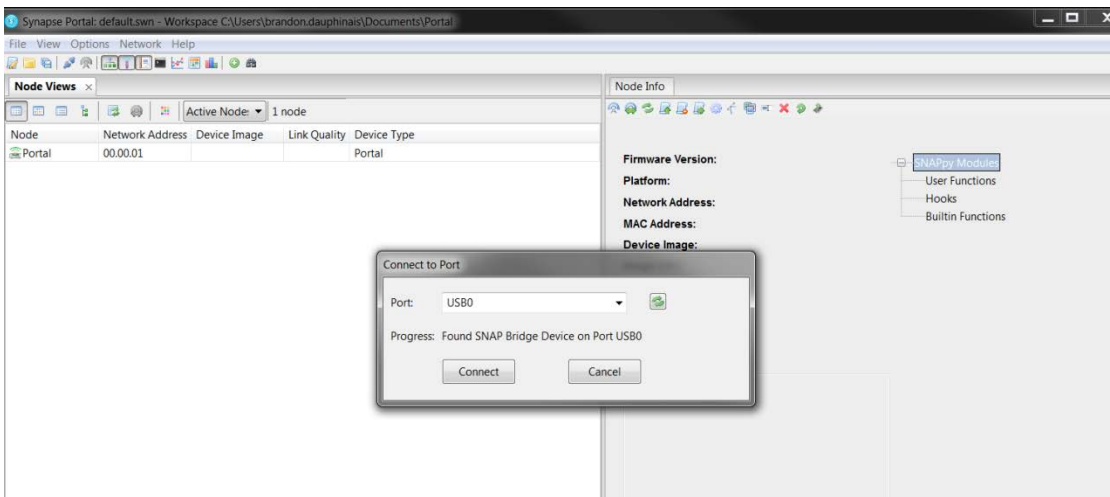 Synapse Portal: default.swn - Workspace C:\Users\brandon.dauphinais\Documents\Portal
File View Options Network Help
Node Views
Node Info
Active Node:
1 node
Node Network Address Device Image Link Quality Device Type
Portal 00.00.01 Portal
Firmware Version:
Platform:
Network Address:
MAC Address:
Device Image:
SNAPpy Modules
User Functions
Hooks
Builtin Functions
Connect to Port
Port: USB0
Progress: Found SNAP Bridge Device on Port USB0
Connect Cancel